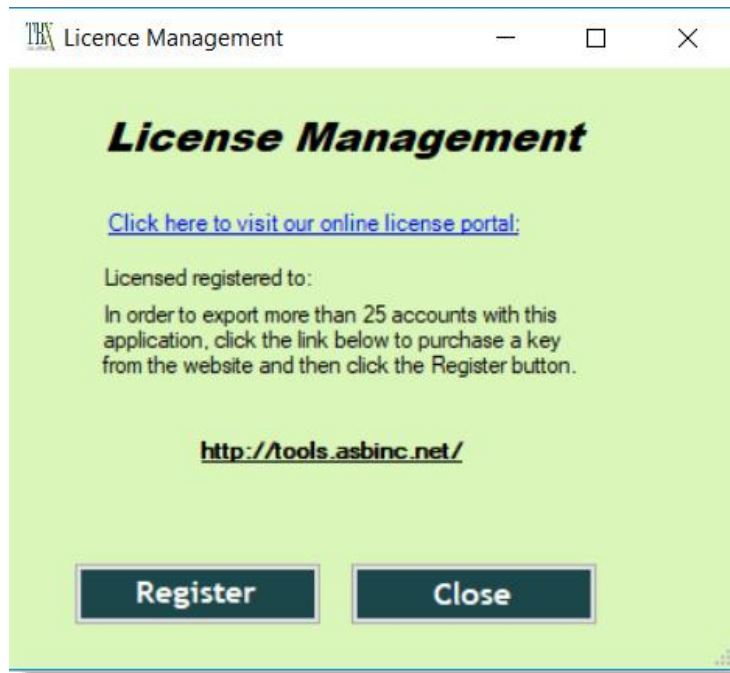 Licence Management
License Management
Click here to visit our online license portal:
Licensed registered to:
In order to export more than 25 accounts with this
application, click the link below to purchase a key
from the website and then click the Register button.
http://tools.asbinc.net/
Register Close